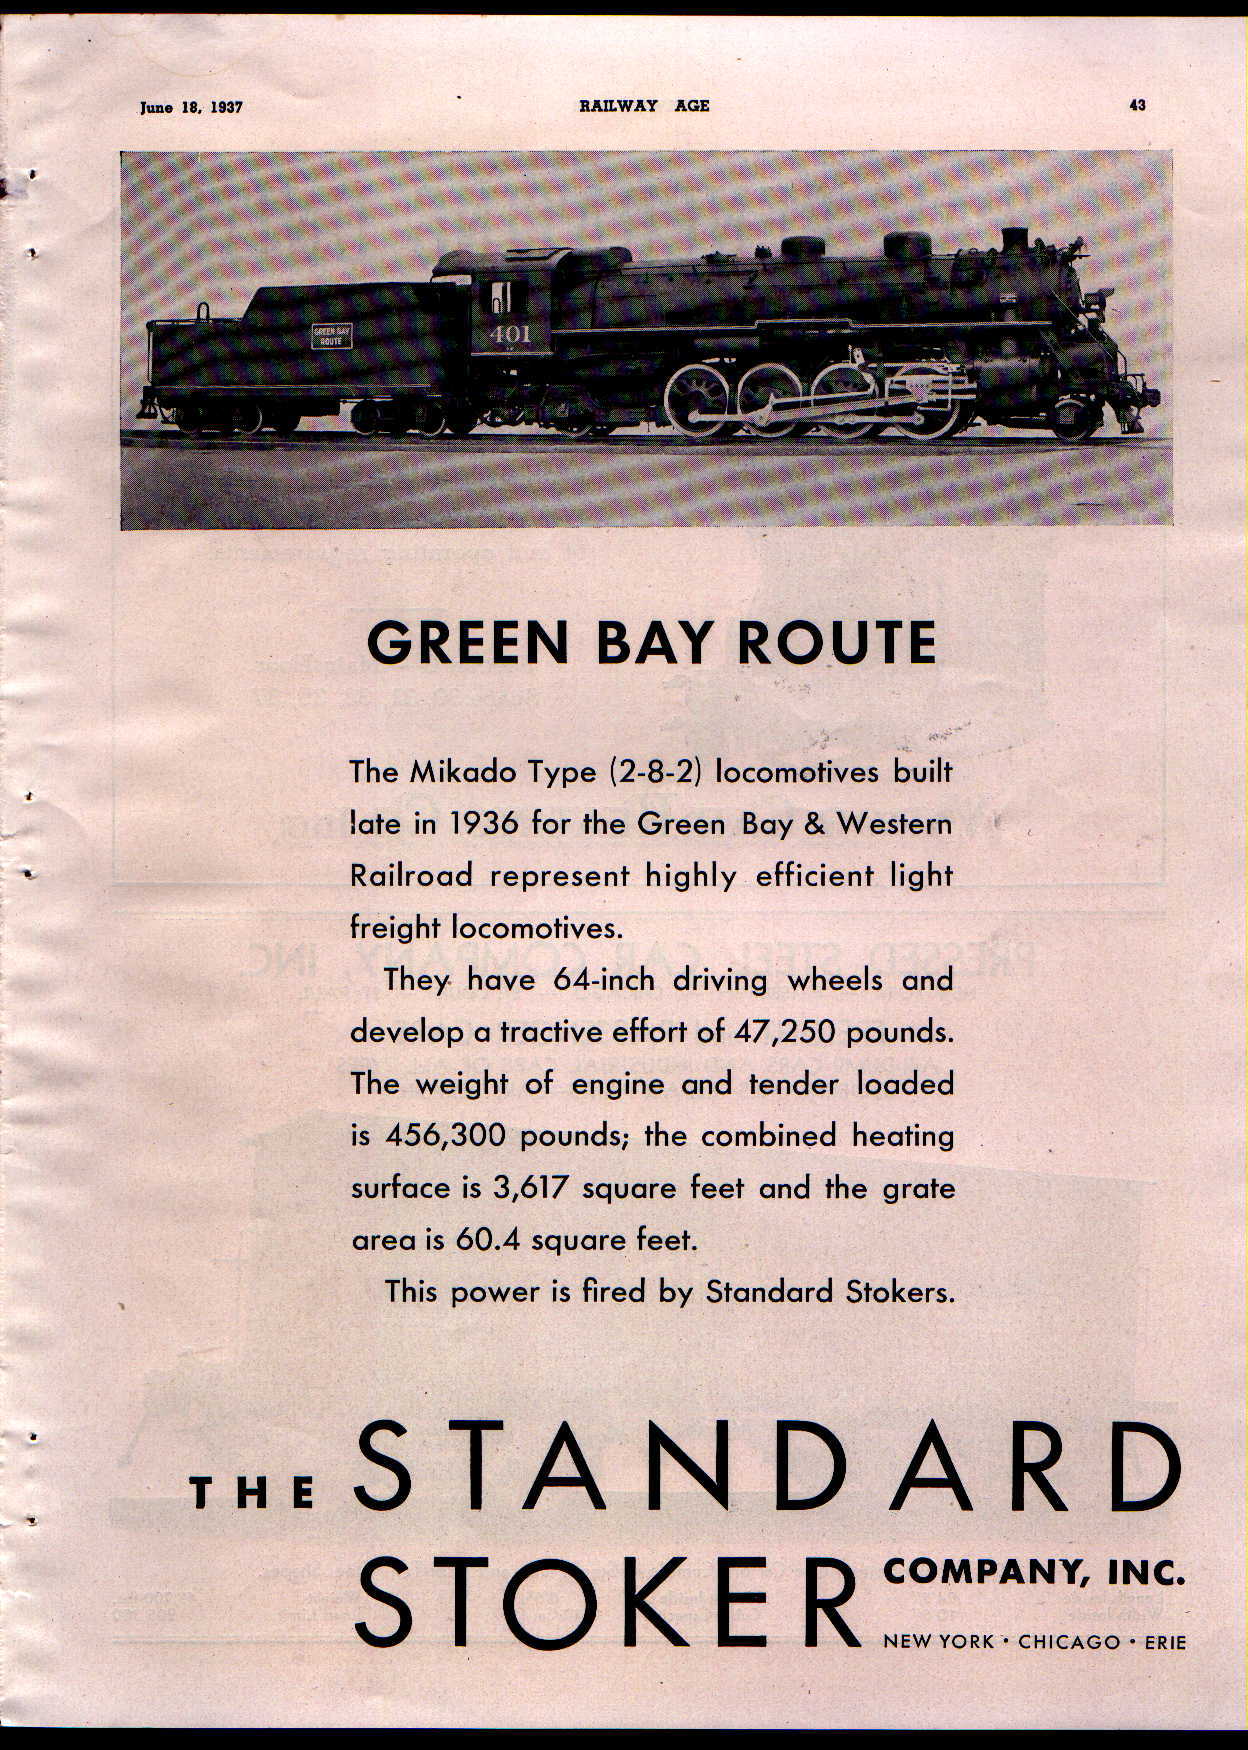 June 18, 1937
RAILWAY AGE
43
GREEN BAY
ROUTE
401
GREEN BAY ROUTE
The Mikado Type (2-8-2) locomotives built
late in 1936 for the Green Bay & Western
Railroad represent highly efficient light
freight locomotives.
They have 64-inch driving wheels and
develop a tractive effort of 47,250 pounds.
The weight of engine and tender loaded
is 456,300 pounds; the combined heating
surface is 3,617 square feet and the grate
area is 60.4 square feet.
This power is fired by Standard Stokers.
THE STANDARD
STOKER COMPANY, INC.
NEW YORK • CHICAGO • ERIE
PRESSED STEEL CAR COMPANY, INC.